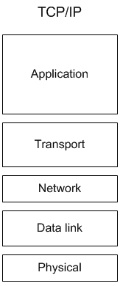 TCP/IP
Application
Transport
Network
Data link
Physical